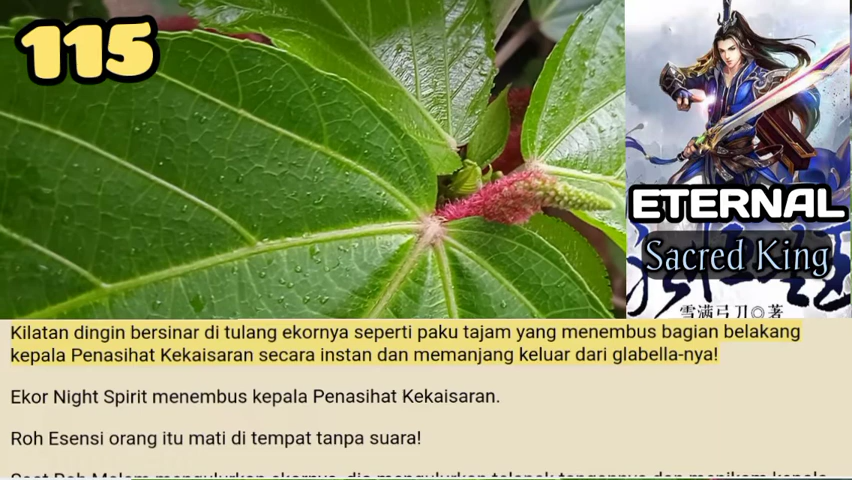 115
ETERNAL
Sacred King
雪满弓刀◎著
Kilatan dingin bersinar di tulang ekornya seperti paku tajam yang menembus bagian belakang
kepala Penasihat Kekaisaran secara instan dan memanjang keluar dari glabella-nya!
Ekor Night Spirit menembus kepala Penasihat Kekaisaran.
Roh Esensi orang itu mati di tempat tanpa suara!